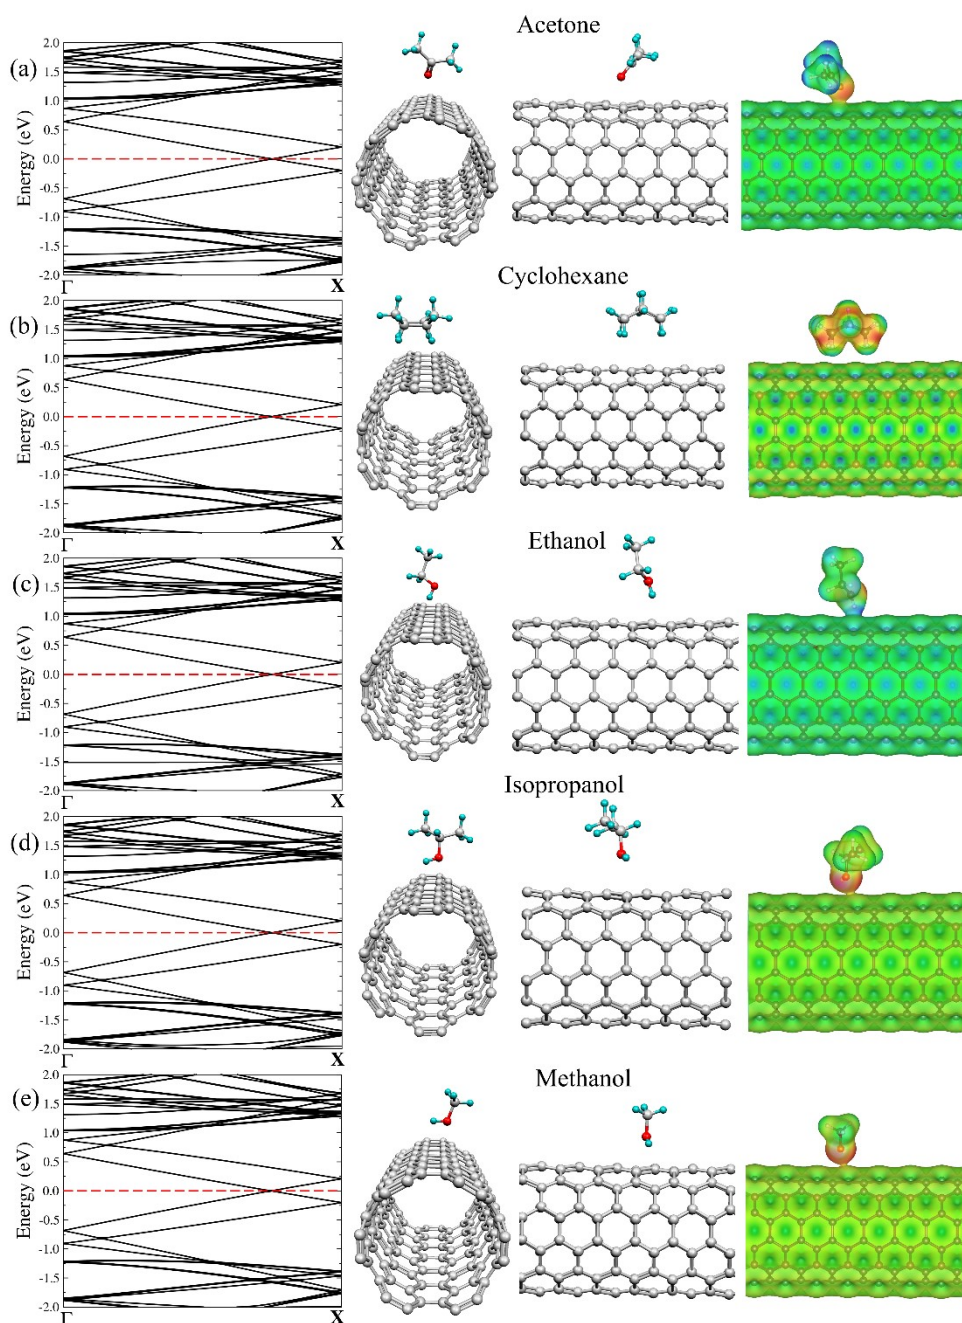 Acetone
(a)
Energy (eV)
2.0
1.5
1.0
0.5
0.0
-0.5
-1.0
-1.5
-2.0
Γ X
Cyclohexane
(b)
Energy (eV)
2.0
1.5
1.0
0.5
0.0
-0.5
-1.0
-1.5
-2.0
Γ X
Ethanol
(c)
Energy (eV)
2.0
1.5
1.0
0.5
0.0
-0.5
-1.0
-1.5
-2.0
Γ X
Isopropanol
(d)
Energy (eV)
2.0
1.5
1.0
0.5
0.0
-0.5
-1.0
-1.5
-2.0
Γ X
Methanol
(e)
Energy (eV)
2.0
1.5
1.0
0.5
0.0
-0.5
-1.0
-1.5
-2.0
Γ X